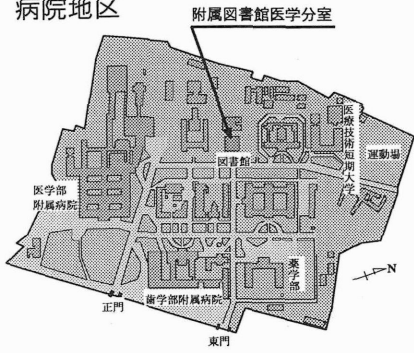 病院地区
附属図書館医学分室
図書館
医療技術短期大学
運動場
医学部
附属病院
薬学部
N
歯学部附属病院
正門
東門